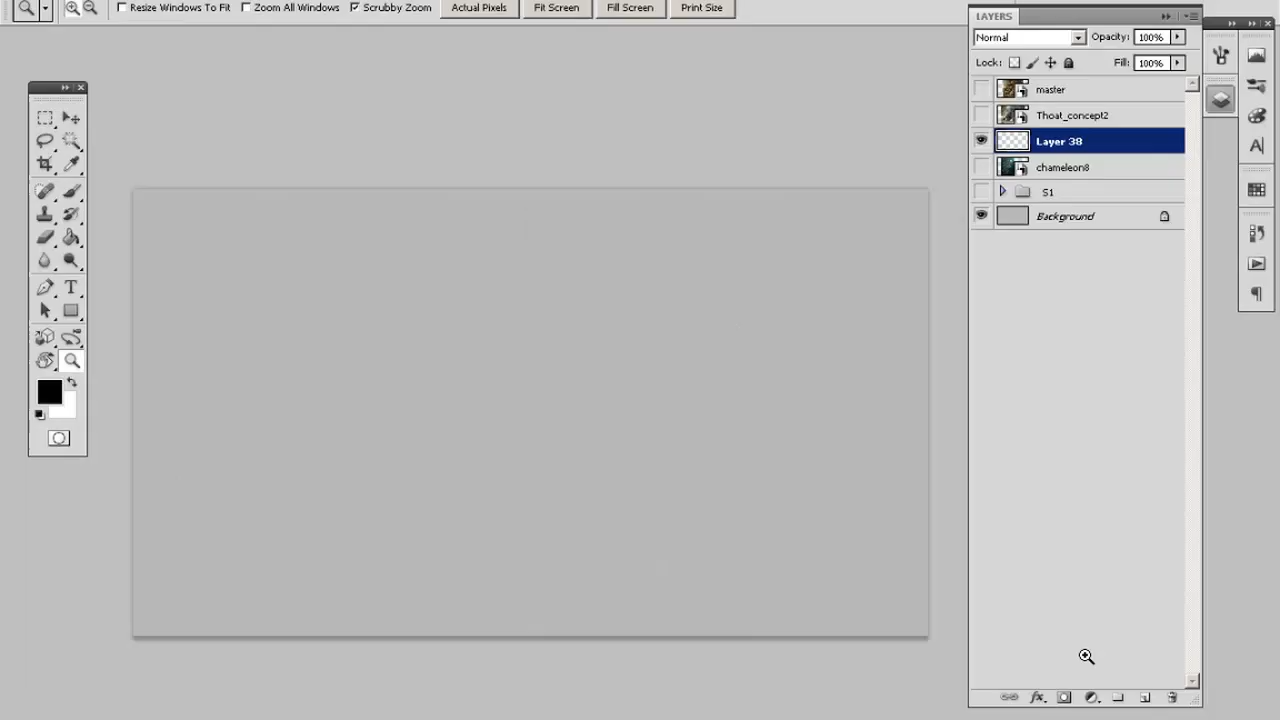 Resize Windows To Fit Zoom All Windows Scrubby Zoom Actual Pixels Fit Screen Fill Screen Print Size
LAYERS
Normal Opacity: 100%
Lock: Fill: 100%
master
Thoat_concept2
Layer 38
chameleon8
S1
Background